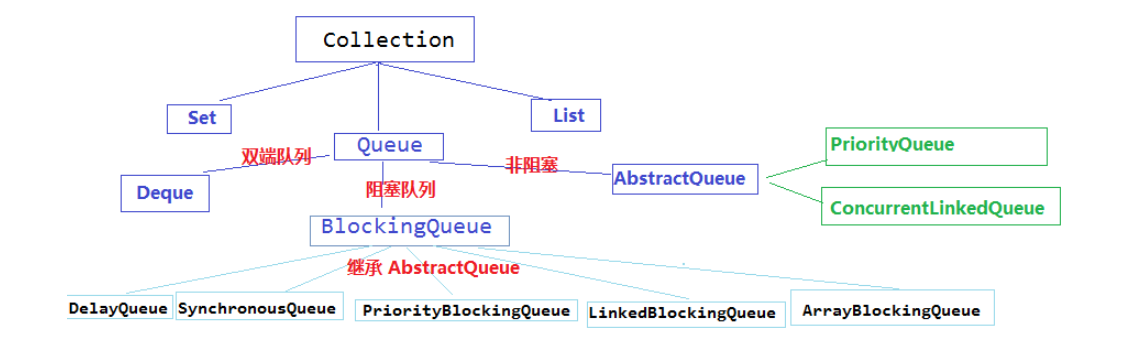 Collection
Set
List
Queue
双端队列
非阻塞
PriorityQueue
Deque
阻塞队列
AbstractQueue
ConcurrentLinkedQueue
BlockingQueue
继承 AbstractQueue
DelayQueue
SynchronousQueue
PriorityBlockingQueue
LinkedBlockingQueue
ArrayBlockingQueue